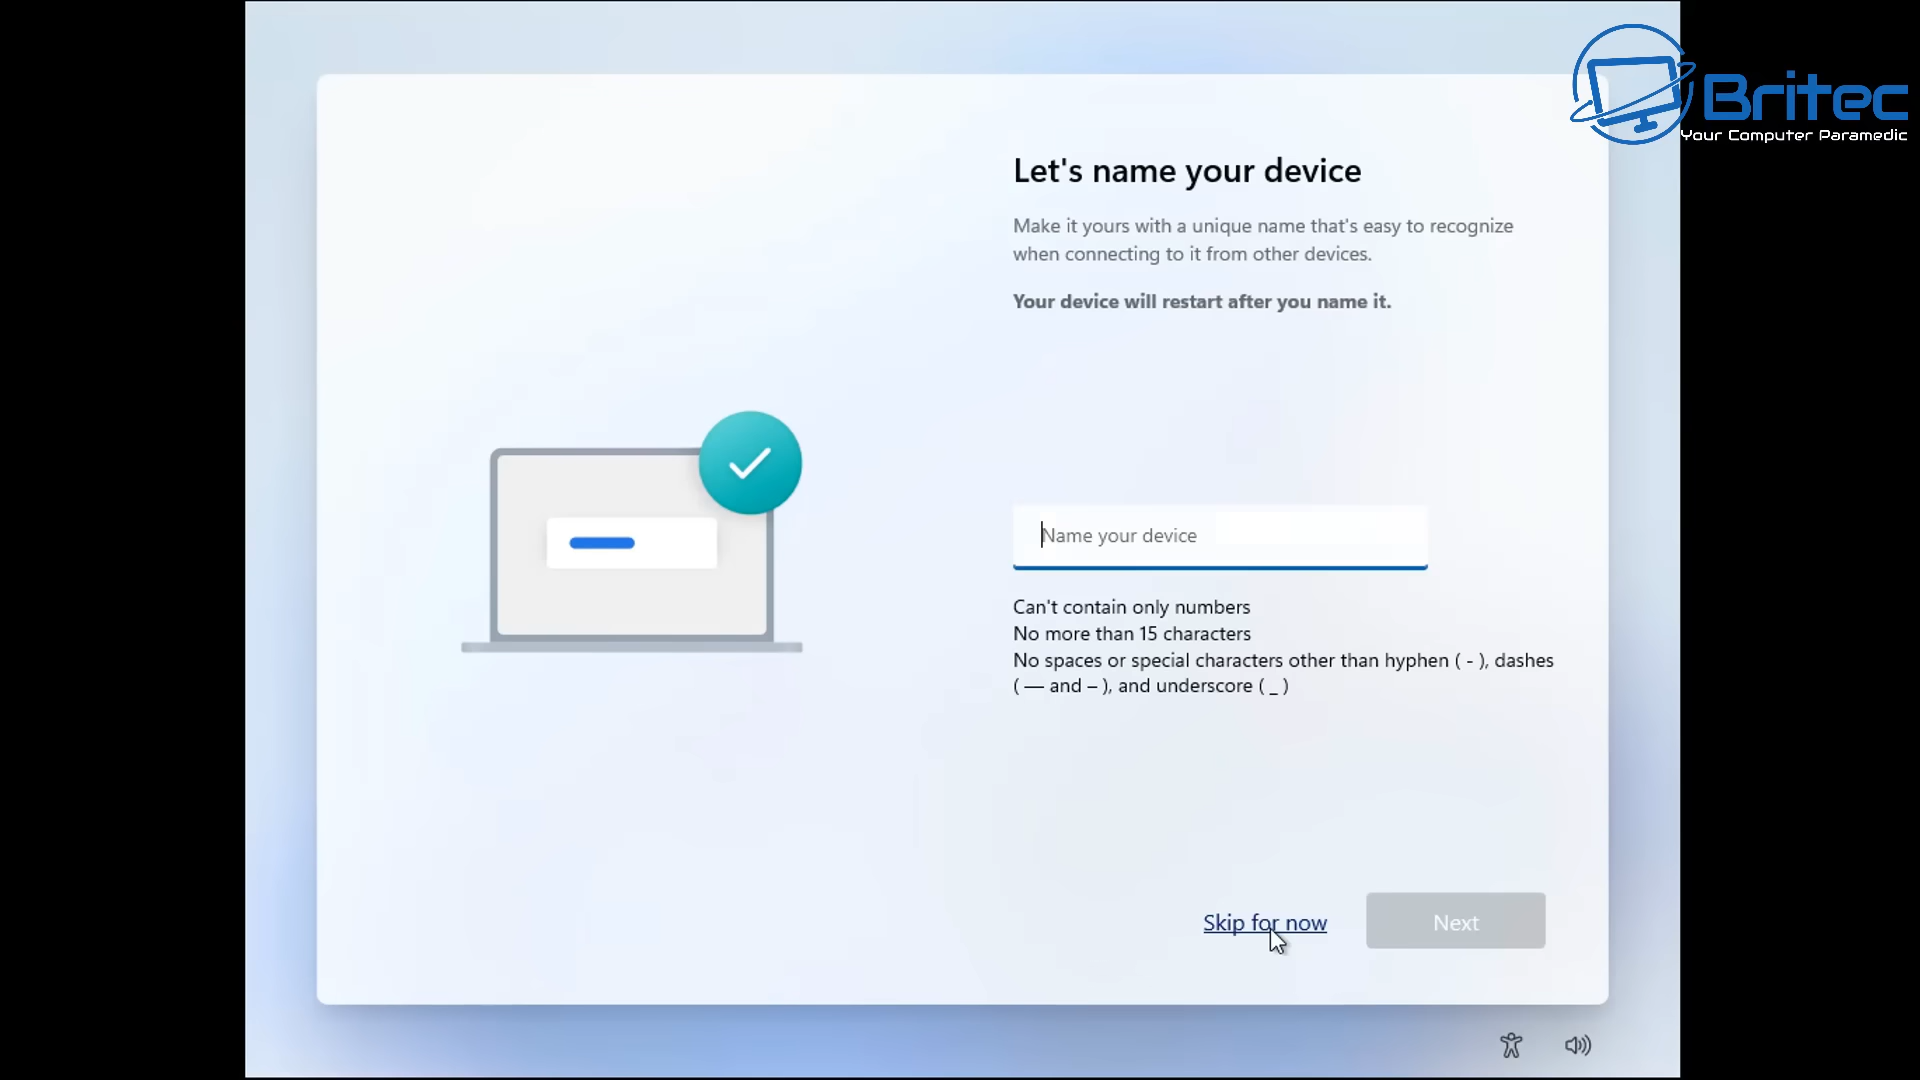 Britec
Your Computer Paramedic
Let's name your device
Make it yours with a unique name that's easy to recognize
when connecting to it from other devices.
Your device will restart after you name it.
Name your device
Can't contain only numbers
No more than 15 characters
No spaces or special characters other than hyphen ( - ), dashes
( — and – ), and underscore ( _ )
Skip for now
Next